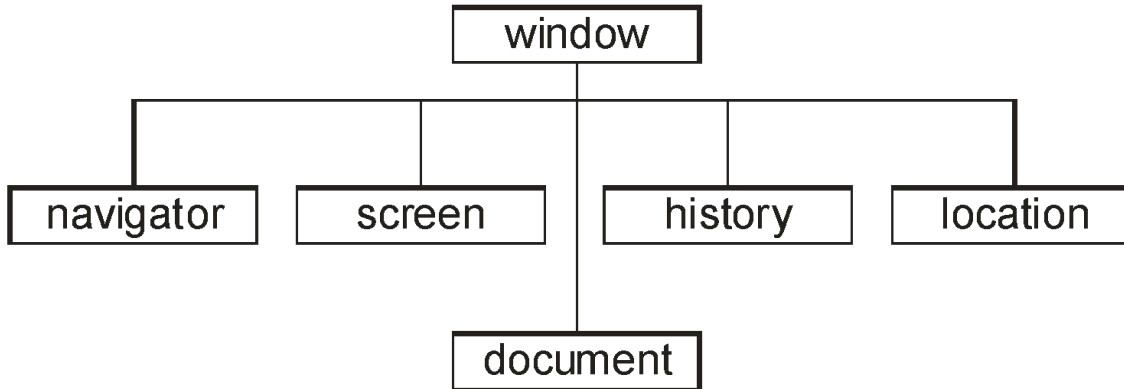 window
navigator
screen
history
location
document